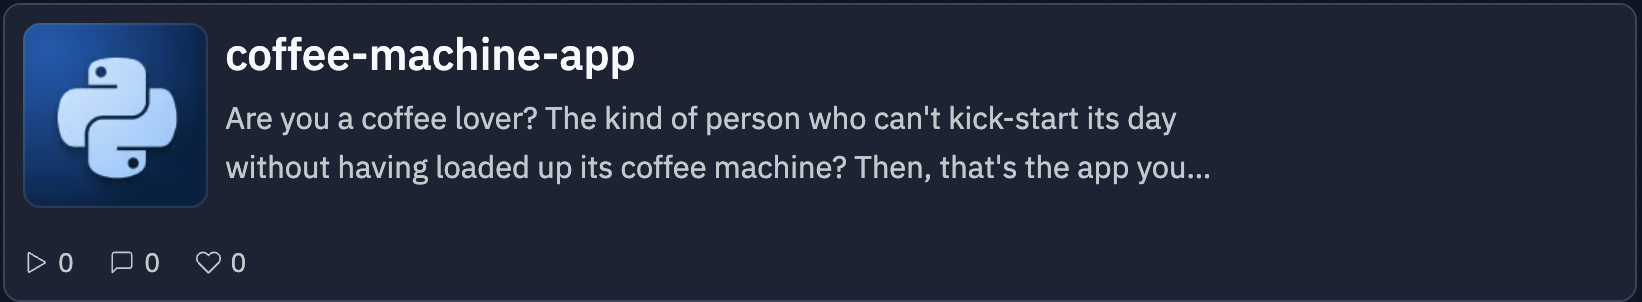 coffee-machine-app
Are you a coffee lover? The kind of person who can't kick-start its day
without having loaded up its coffee machine? Then, that's the app you...
0 0 0